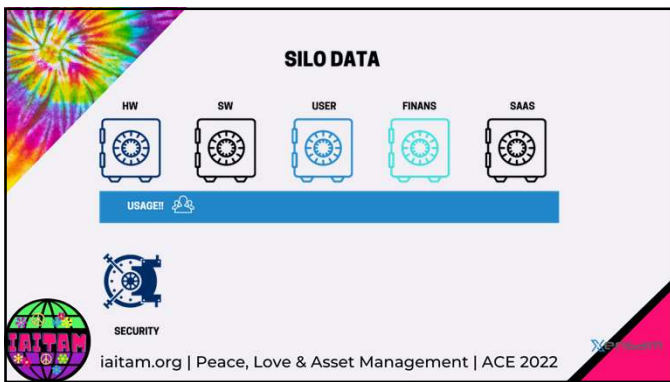 SILO DATA
HW SW USER FINANS SAAS
USAGE!!
SECURITY
IAITAM
iaitam.org | Peace, Love & Asset Management | ACE 2022